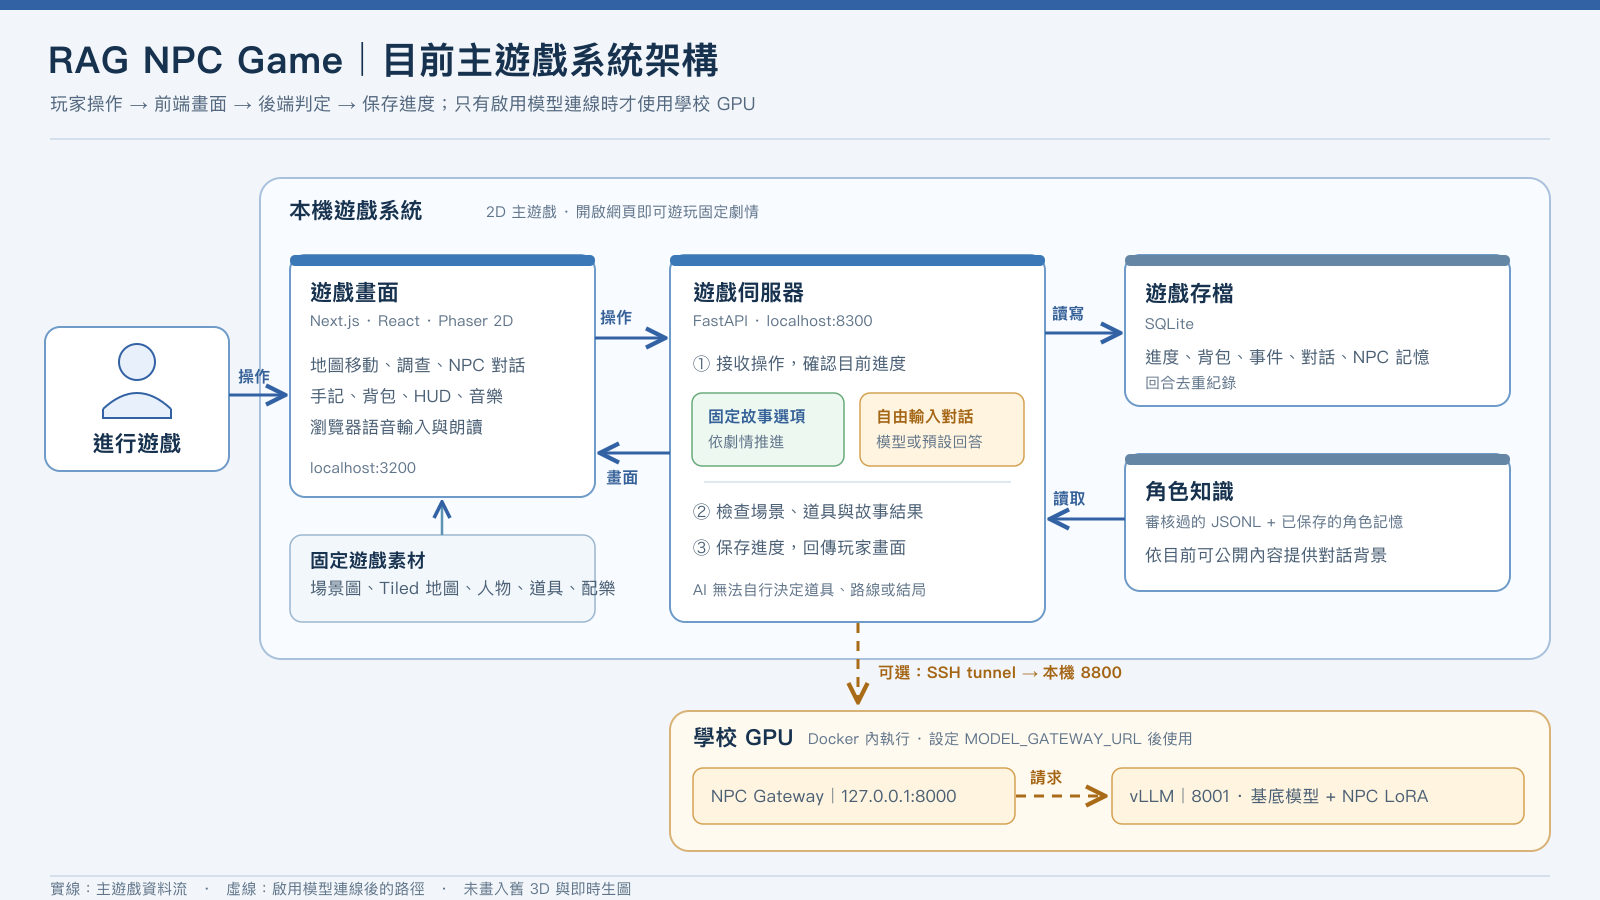 RAG NPC Game｜目前主遊戲系統架構
玩家操作 → 前端畫面 → 後端判定 → 保存進度；只有啟用模型連線時才使用學校 GPU
本機遊戲系統
2D 主遊戲 · 開啟網頁即可遊玩固定劇情
進行遊戲
操作
遊戲畫面
Next.js · React · Phaser 2D
地圖移動、調查、NPC 對話
手記、背包、HUD、音樂
瀏覽器語音輸入與朗讀
localhost:3200
固定遊戲素材
場景圖、Tiled 地圖、人物、道具、配樂
操作
畫面
遊戲伺服器
FastAPI · localhost:8300
① 接收操作，確認目前進度
固定故事選項
依劇情推進
自由輸入對話
模型或預設回答
② 檢查場景、道具與故事結果
③ 保存進度，回傳玩家畫面
AI 無法自行決定道具、路線或結局
讀寫
遊戲存檔
SQLite
進度、背包、事件、對話、NPC 記憶
回合去重紀錄
讀取
角色知識
審核過的 JSONL + 已保存的角色記憶
依目前可公開內容提供對話背景
可選：SSH tunnel → 本機 8800
學校 GPU
Docker 內執行 · 設定 MODEL_GATEWAY_URL 後使用
NPC Gateway｜127.0.0.1:8000
請求
vLLM｜8001 · 基底模型 + NPC LoRA
實線：主遊戲資料流 · 虛線：啟用模型連線後的路徑 · 未畫入舊 3D 與即時生圖